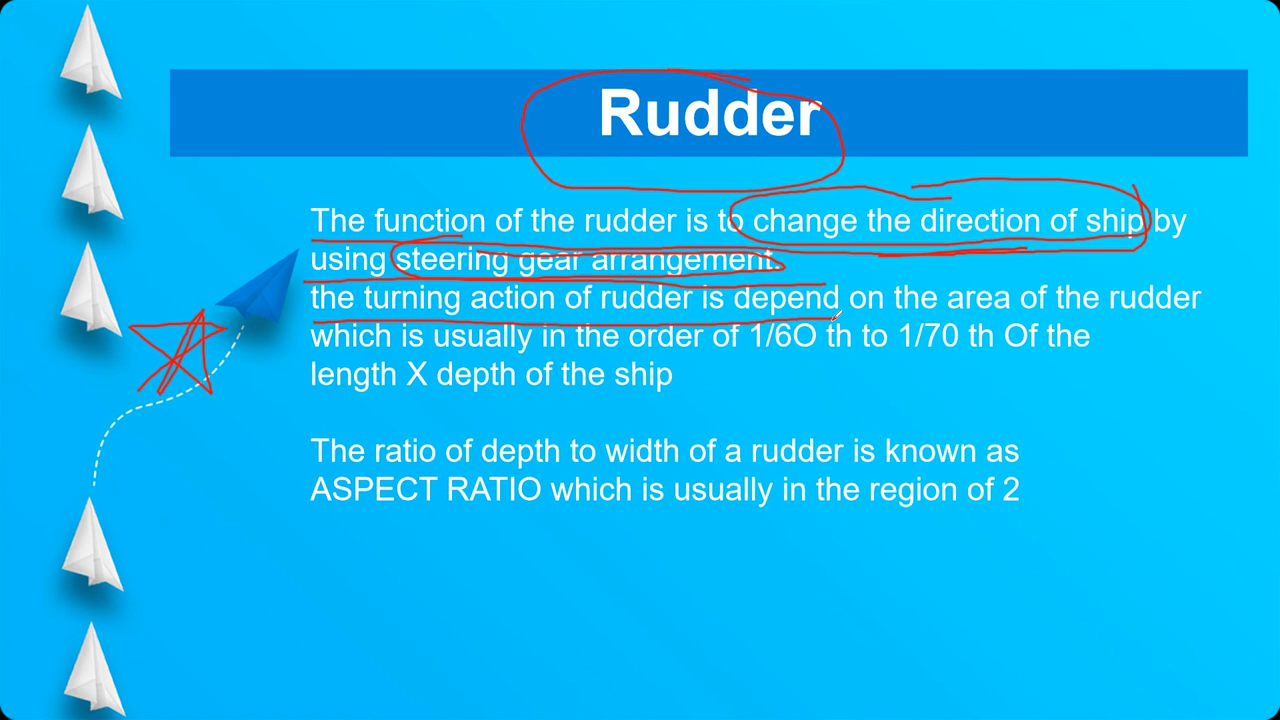 Rudder
The function of the rudder is to change the direction of ship by
using steering gear arrangement.
the turning action of rudder is depend on the area of the rudder
which is usually in the order of 1/6O th to 1/70 th Of the
length X depth of the ship
The ratio of depth to width of a rudder is known as
ASPECT RATIO which is usually in the region of 2